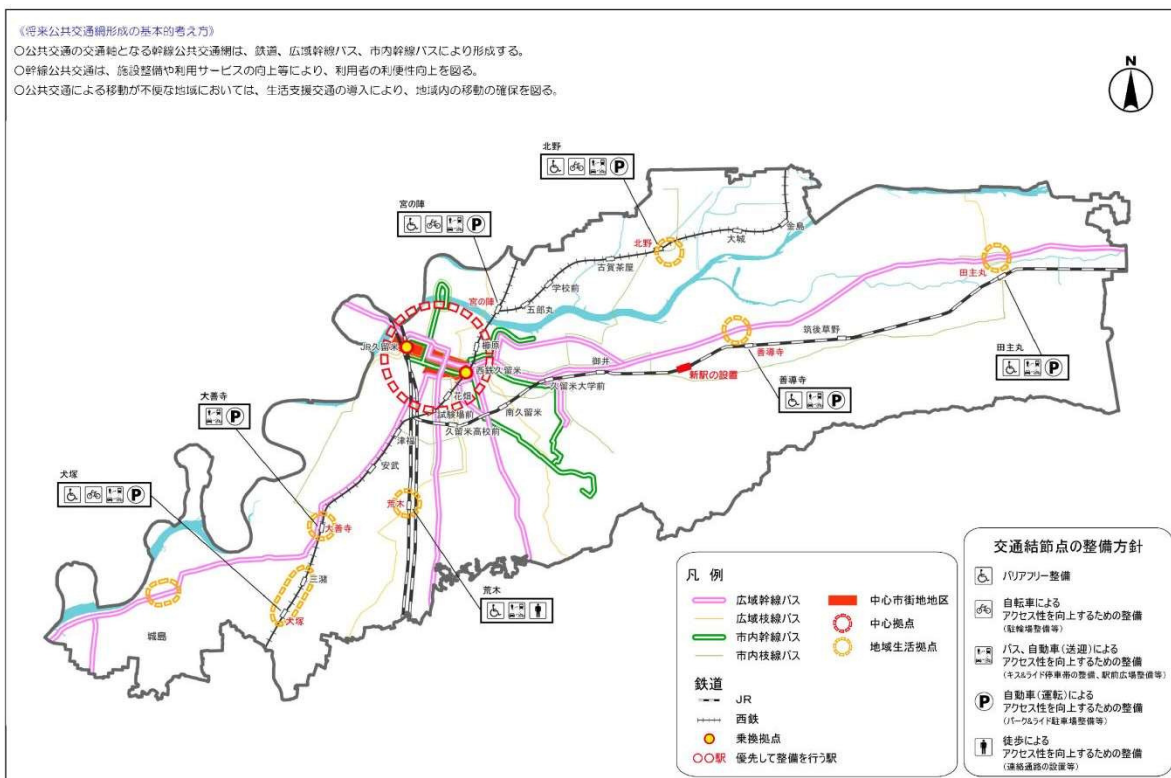 《将来公共交通網形成の基本的考え方》
○公共交通の交通軸となる幹線公共交通網は、鉄道、広域幹線バス、市内幹線バスにより形成する。
○幹線公共交通は、施設整備や利用サービスの向上等により、利用者の利便性向上を図る。
○公共交通による移動が不便な地域においては、生活支援交通の導入により、地域内の移動の確保を図る。
N
北野
P
宮の陣
P
金島
大城
北野
古賀茶屋
学校前
田主丸
宮の陣
五郎丸
JR久留米
櫛原
筑後草野
西鉄久留米
御井
善導寺
田主丸
P
新駅の設置
久留米大学前
花畑
善導寺
P
大善寺
P
試験場前
南久留米
久留米高校前
津福
安武
犬塚
P
荒木
大善寺
三潴
荒木
犬塚
城島
凡 例
広域幹線バス
広域枝線バス
市内幹線バス
市内枝線バス
中心市街地地区
中心拠点
地域生活拠点
鉄道
JR
西鉄
乗換拠点
○○駅 優先して整備を行う駅
交通結節点の整備方針
バリアフリー整備
自転車による
アクセス性を向上するための整備
(駐輪場整備等)
バス、自動車(送迎)による
アクセス性を向上するための整備
(キス&ライド停車帯の整備、駅前広場整備等)
P
自動車(運転)による
アクセス性を向上するための整備
(パーク&ライド駐車場整備等)
徒歩による
アクセス性を向上するための整備
(連絡通路の設置等)